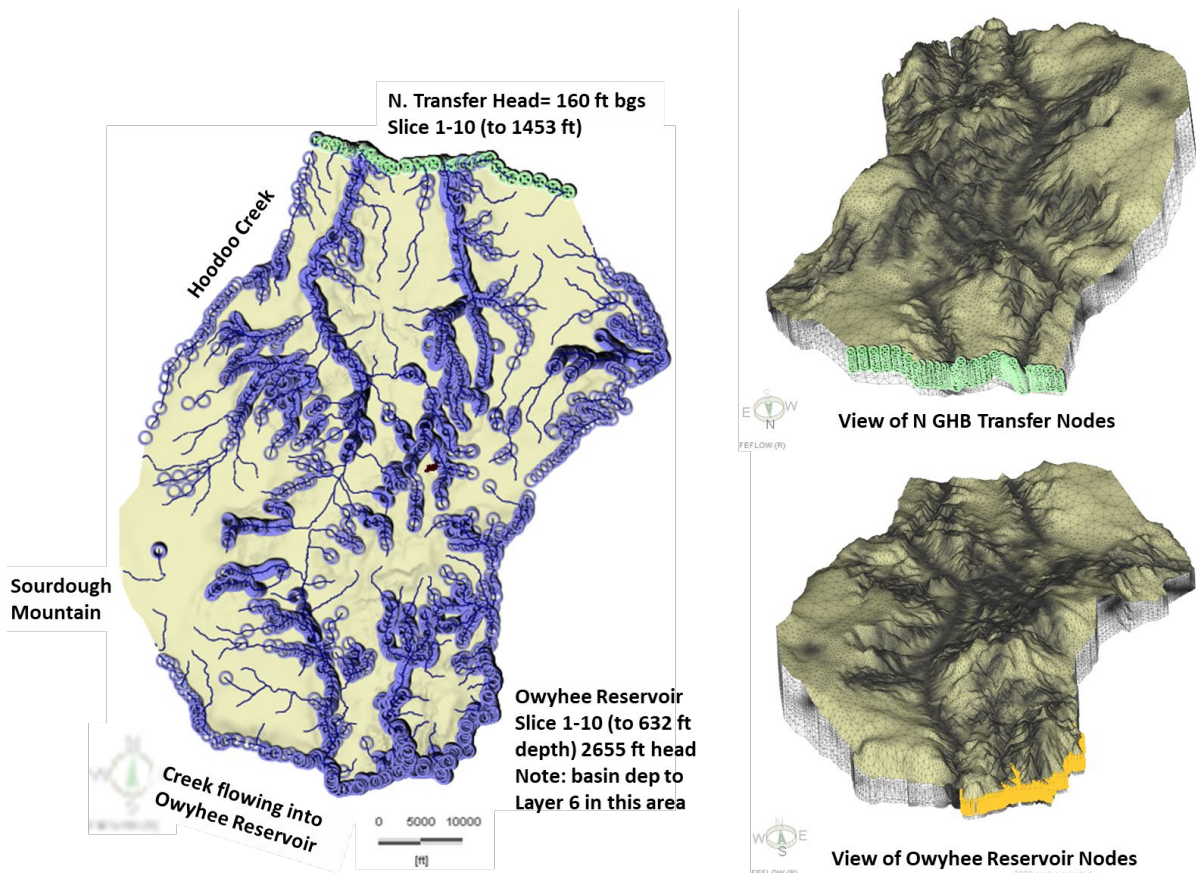 N. Transfer Head= 160 ft bgs
Slice 1-10 (to 1453 ft)
Hoodoo Creek
Sourdough
Mountain
Owyhee Reservoir
Slice 1-10 (to 632 ft
depth) 2655 ft head
Note: basin dep to
Layer 6 in this area
Creek flowing into
Owyhee Reservoir
W
S
0 5000 10000
[ft]
S
E W
N
FEFLOW (R)
View of N GHB Transfer Nodes
N
W E
S
FEFLOW (R)
View of Owyhee Reservoir Nodes